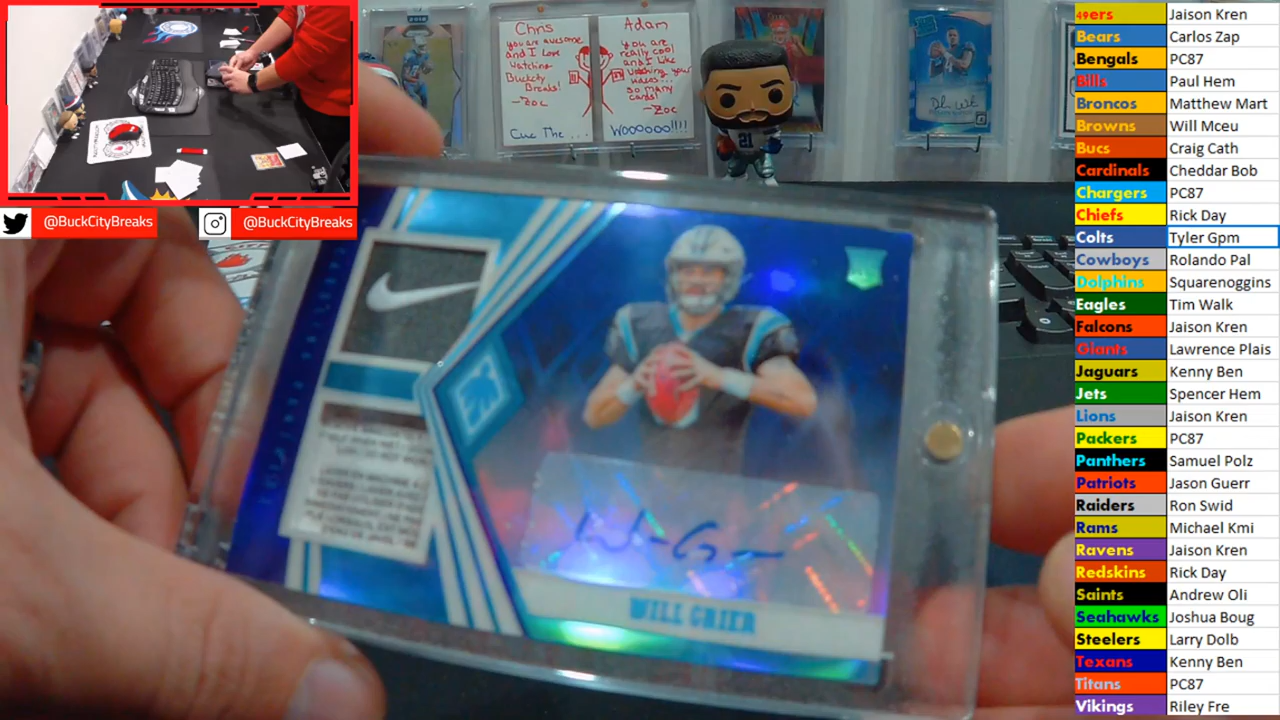 @BuckCityBreaks
@BuckCityBreaks
Chris
you are awesome
and I love
Watching
Buckcity
Breaks!
-Zoc
Cue The ...
Adam
You are
really cool
and I like
watching your
videos...
so many
cards!
-Zoc
WOOOOOO!!!!
21
WILL GRIER
49ers Jaison Kren
Bears Carlos Zap
Bengals PC87
Bills Paul Hem
Broncos Matthew Mart
Browns Will Mceu
Bucs Craig Cath
Cardinals Cheddar Bob
Chargers PC87
Chiefs Rick Day
Colts Tyler Gpm
Cowboys Rolando Pal
Dolphins Squarenoggins
Eagles Tim Walk
Falcons Jaison Kren
Giants Lawrence Plais
Jaguars Kenny Ben
Jets Spencer Hem
Lions Jaison Kren
Packers PC87
Panthers Samuel Polz
Patriots Jason Guerr
Raiders Ron Swid
Rams Michael Kmi
Ravens Jaison Kren
Redskins Rick Day
Saints Andrew Oli
Seahawks Joshua Boug
Steelers Larry Dolb
Texans Kenny Ben
Titans PC87
Vikings Riley Fre